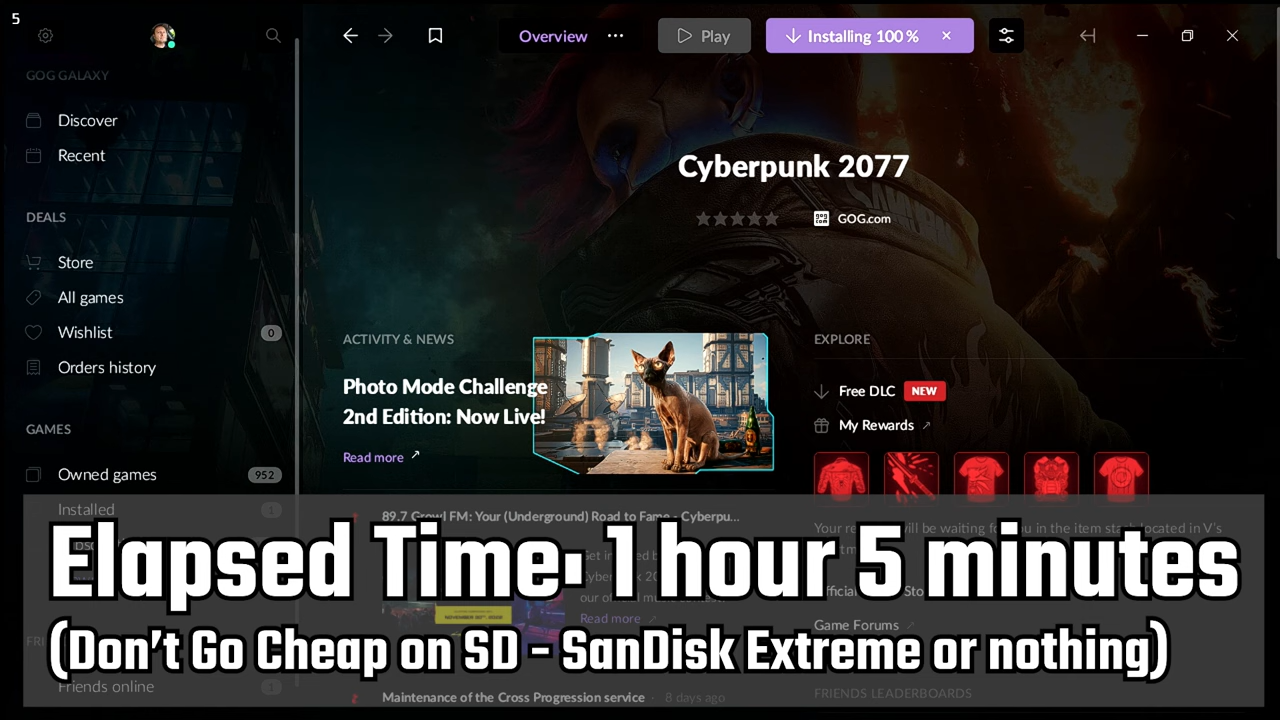 5
GOG GALAXY
Discover
Recent
DEALS
Store
All games
Wishlist 0
Orders history
GAMES
Owned games 952
Installed 1
Overview
Play
Installing 100 %
Cyberpunk 2077
GOG.com
ACTIVITY & NEWS
Photo Mode Challenge
2nd Edition: Now Live!
Read more
EXPLORE
Free DLC NEW
My Rewards
89.7 Growl FM: Your (Underground) Road to Fame - Cyberpu...
Read more
Game Forums
Elapsed Time: 1 hour 5 minutes
(Don't Go Cheap on SD - SanDisk Extreme or nothing)
Friends online 1
Maintenance of the Cross Progression service · 8 days ago
FRIENDS LEADERBOARDS